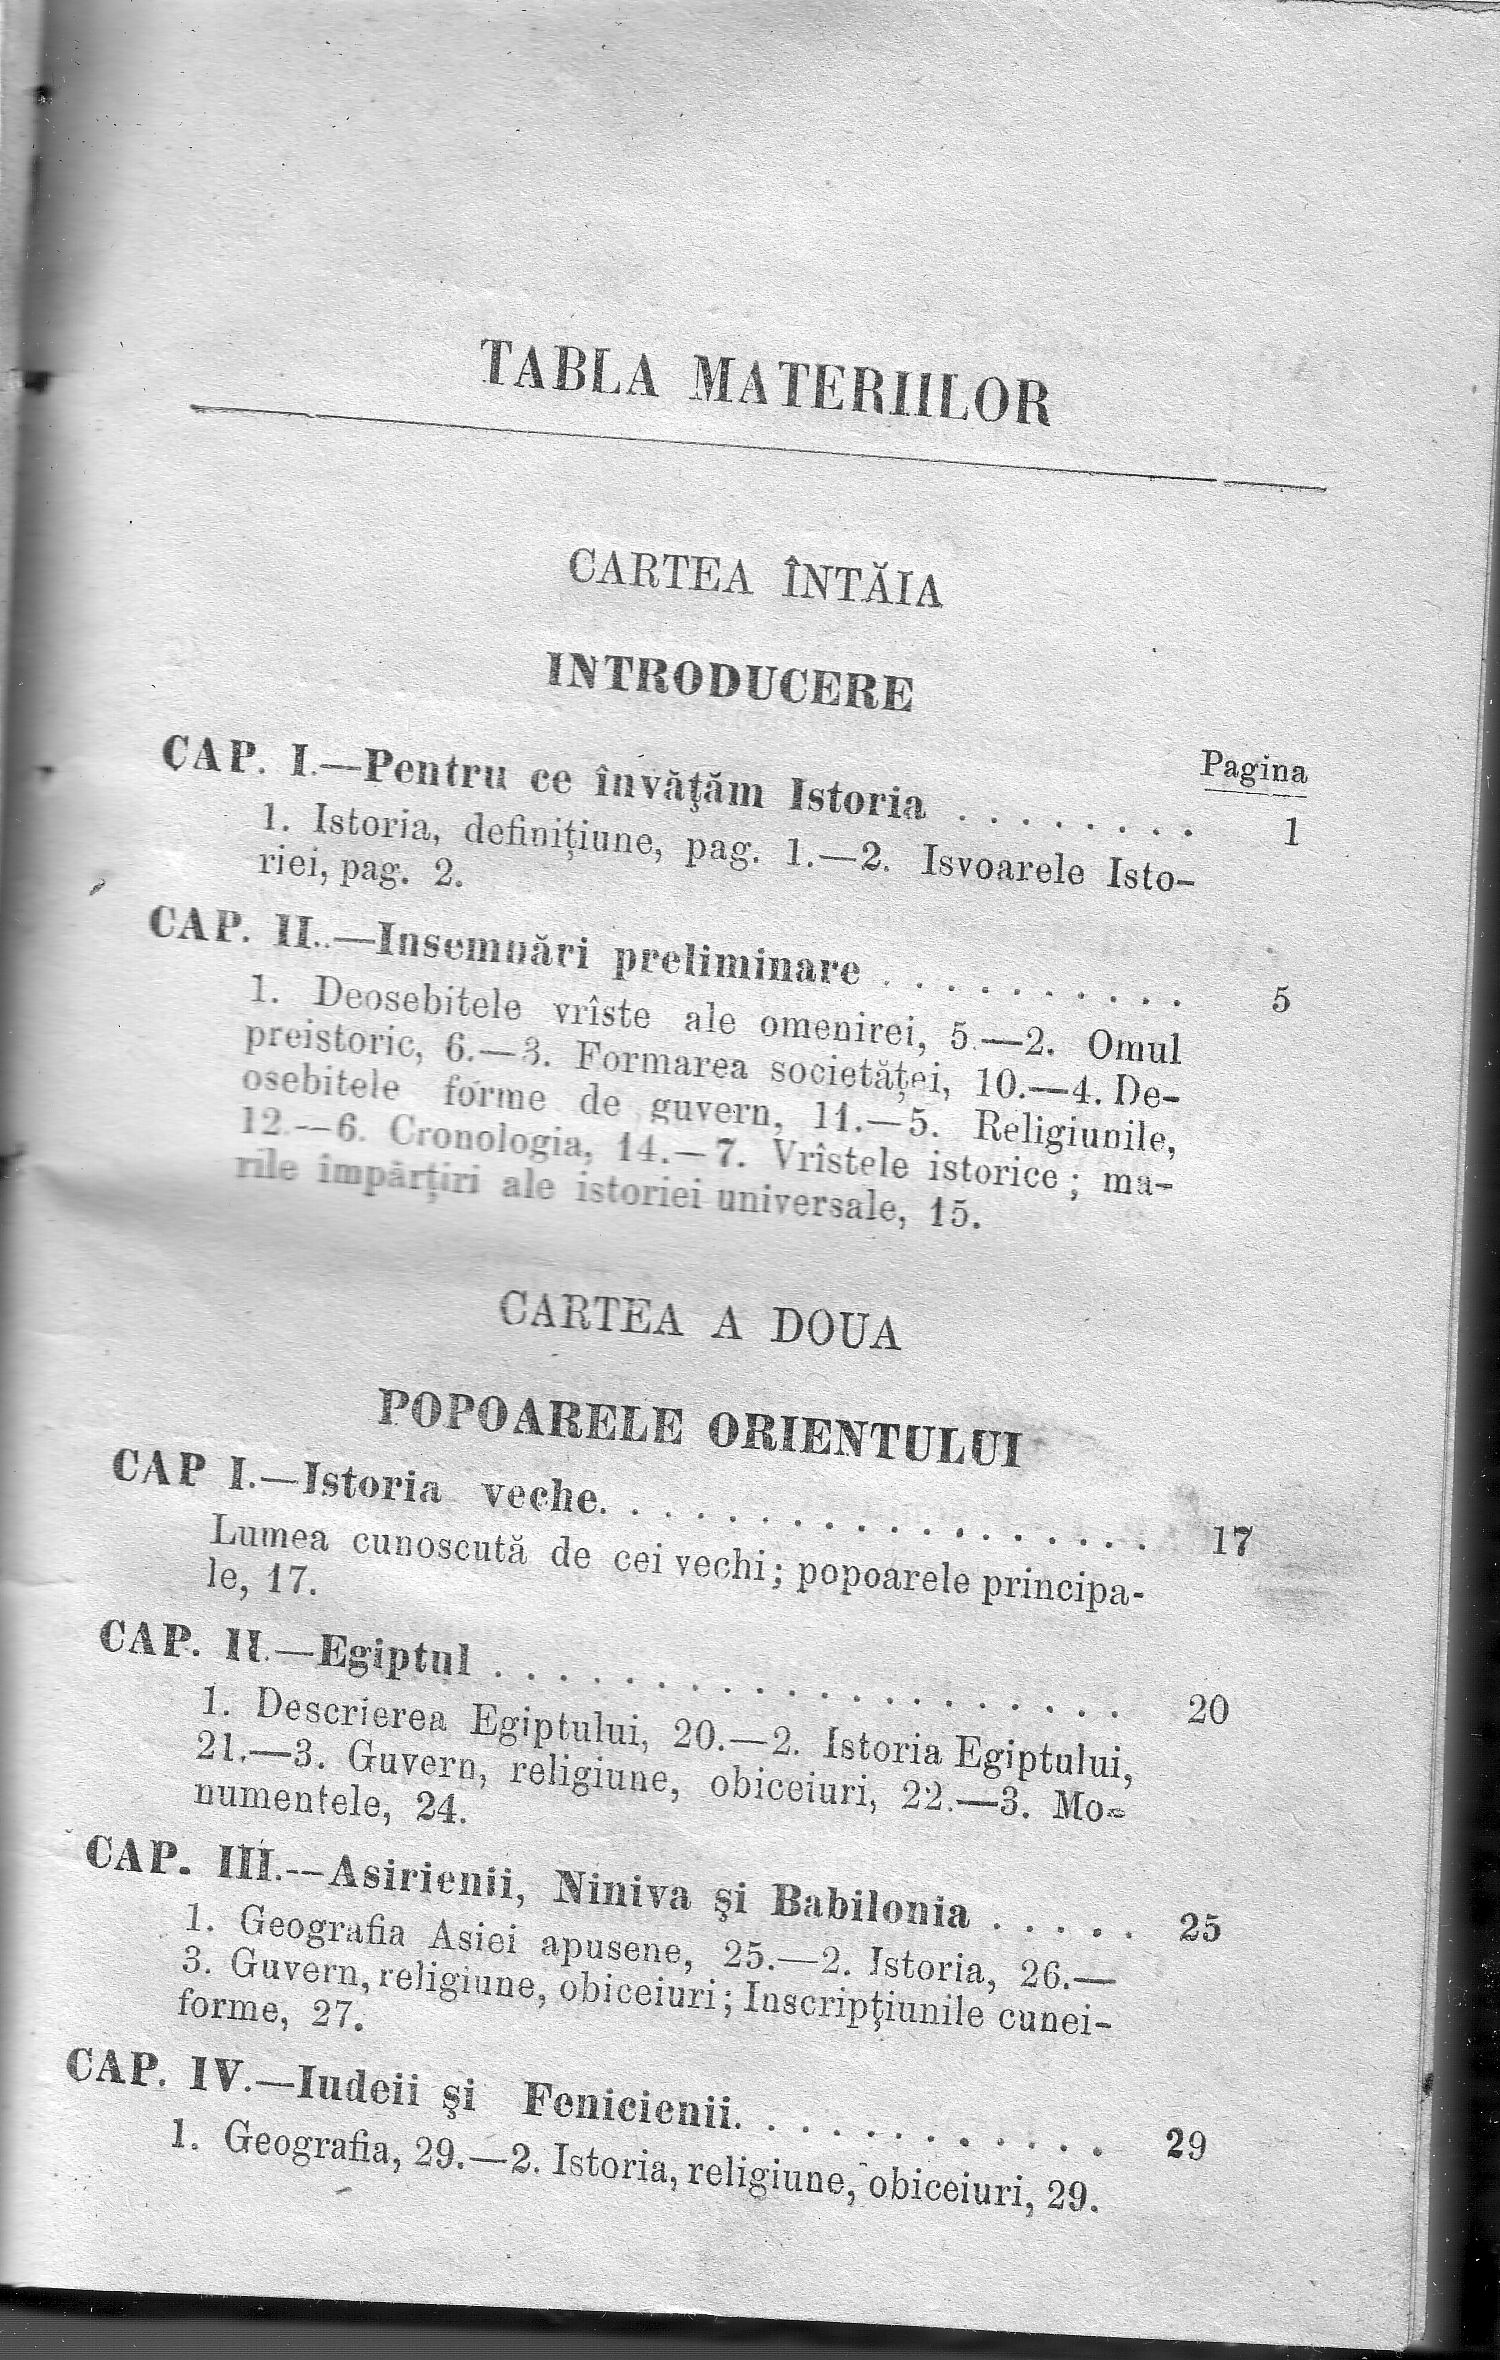 TABLA MATERIILOR
CARTEA ÎNTĂIA
INTRODUCERE
Pagina
CAP. I.—Pentru ce învăţăm Istoria . . . . . . . . 1
1. Istoria, definiţiune, pag. 1.—2. Isvoarele Isto-
riei, pag. 2.
CAP. II.—Insemnări preliminare . . . . . . . . . . 5
1. Deosebitele vrîste ale omenirei, 5.—2. Omul
preistoric, 6.—3. Formarea societăţei, 10.—4. De-
osebitele forme de guvern, 11.—5. Religiunile,
12.—6. Cronologia, 14.—7. Vrîstele istorice ; ma-
rile împărţiri ale istoriei universale, 15.
CARTEA A DOUA
POPOARELE ORIENTULUI
CAP I.—Istoria veche. . . . . . . . . . . . . . . . . . 17
Lumea cunoscută de cei vechi ; popoarele principa-
le, 17.
CAP. II.—Egiptul . . . . . . . . . . . . . . . . . . . . 20
1. Descrierea Egiptului, 20.—2. Istoria Egiptului,
21.—3. Guvern, religiune, obiceiuri, 22.—3. Mo-
numentele, 24.
CAP. III.—Asirienii, Niniva şi Babilonia . . . . . 25
1. Geografia Asiei apusene, 25.—2. Istoria, 26.—
3. Guvern, religiune, obiceiuri ; Inscripţiunile cunei-
forme, 27.
CAP. IV.—Iudeii şi Fenicienii. . . . . . . . . . . . 29
1. Geografia, 29.—2. Istoria, religiune, obiceiuri, 29.